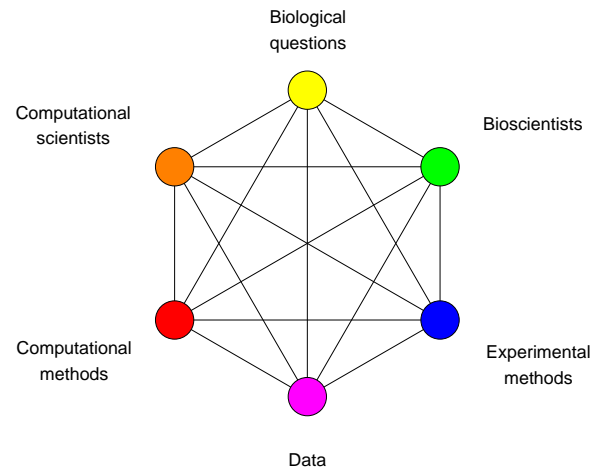 Biological
questions
Computational
scientists
Bioscientists
Computational
methods
Experimental
methods
Data